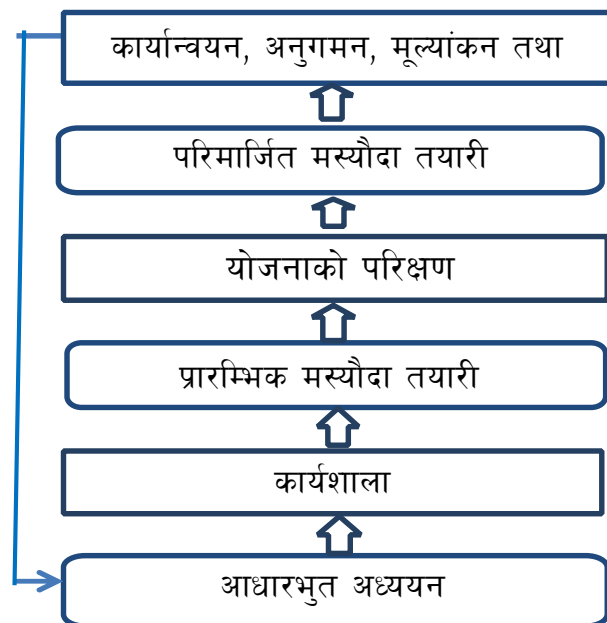 कार्यान्वयन, अनुगमन, मूल्यांकन तथा
परिमार्जित मस्यौदा तयारी
योजनाको परिक्षण
प्रारम्भिक मस्यौदा तयारी
कार्यशाला
आधारभुत अध्ययन